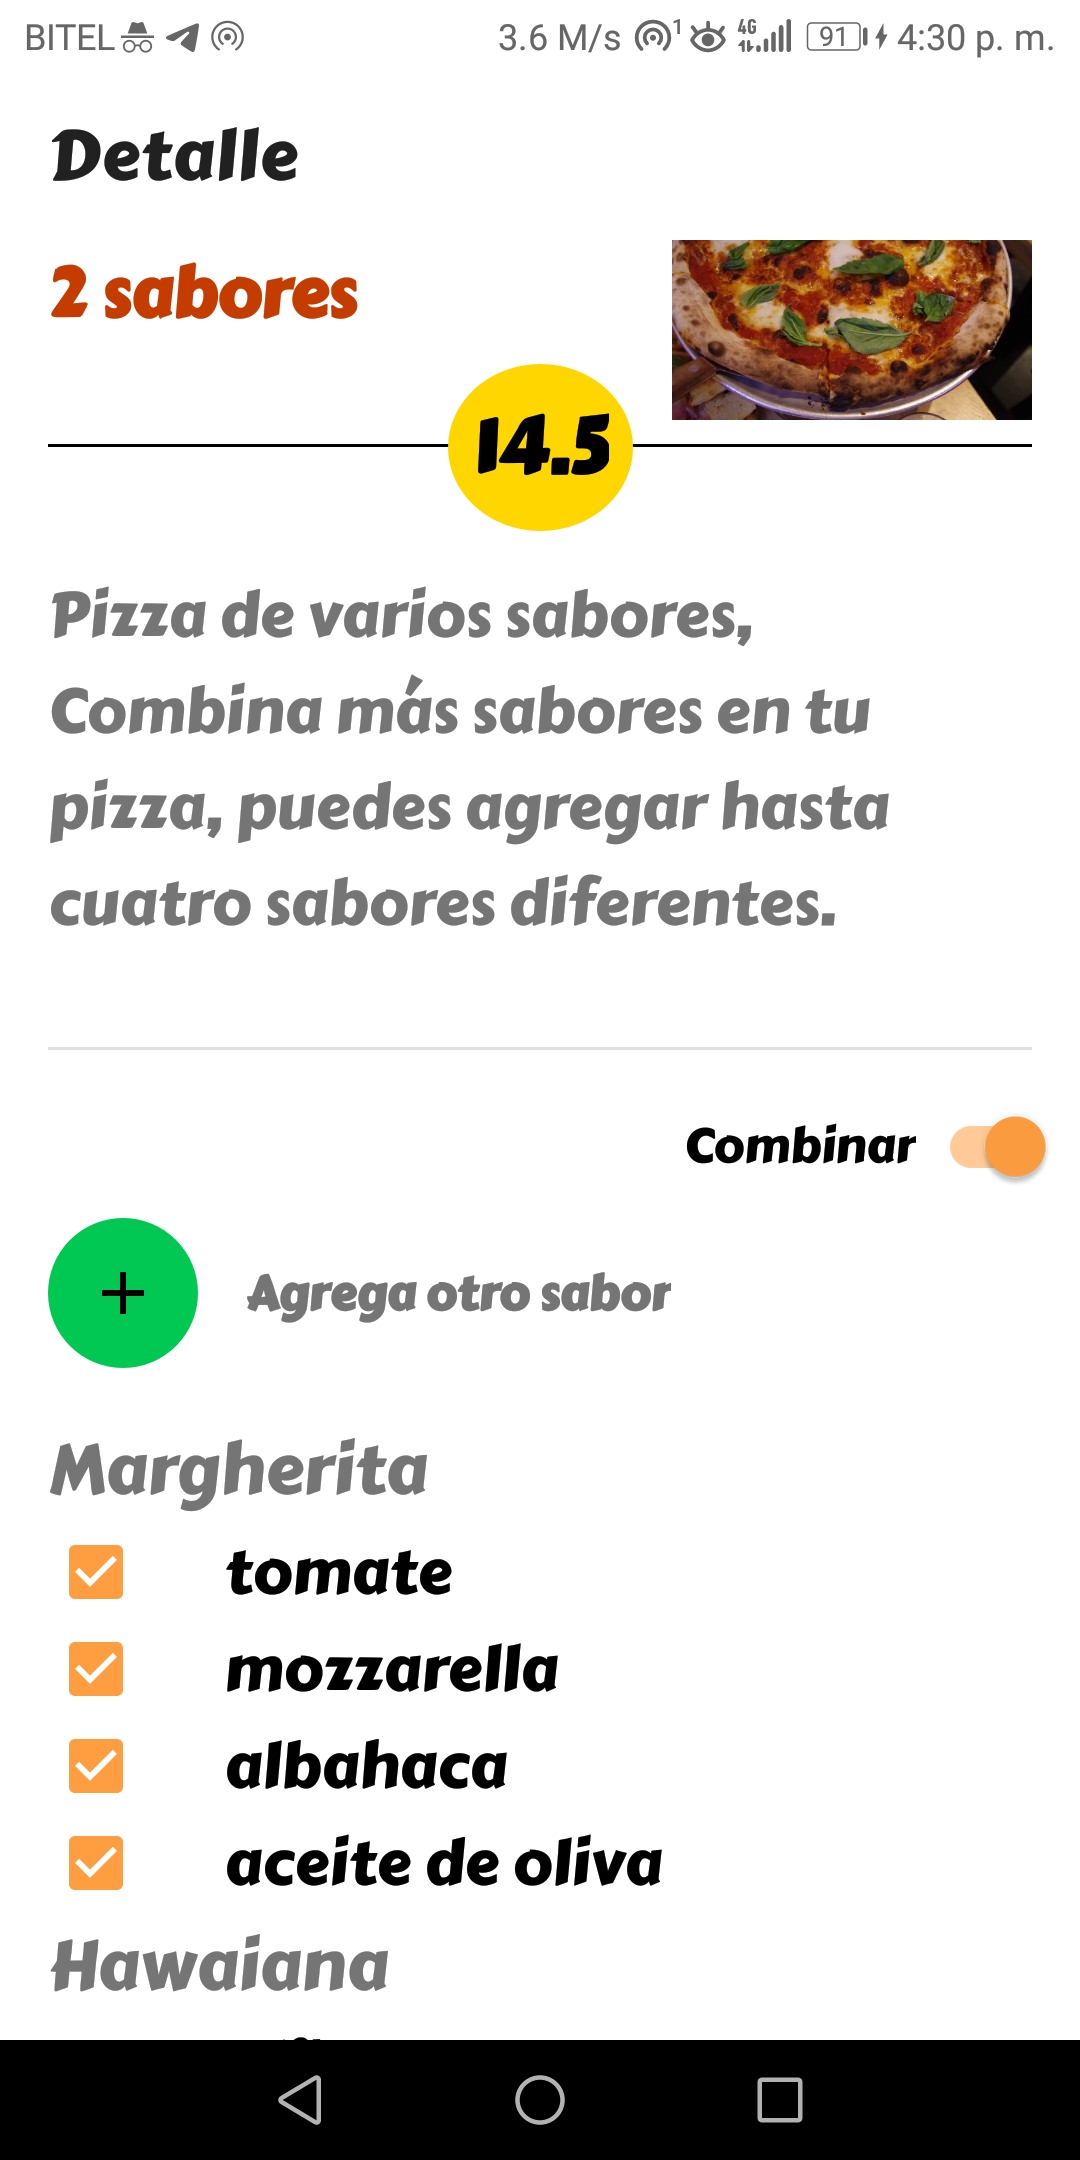 BITEL 3.6 M/s 1 4G 91 4:30 p. m.
Detalle
2 sabores
14.5
Pizza de varios sabores,
Combina más sabores en tu
pizza, puedes agregar hasta
cuatro sabores diferentes.
Combinar
Agrega otro sabor
Margherita
tomate
mozzarella
albahaca
aceite de oliva
Hawaiana